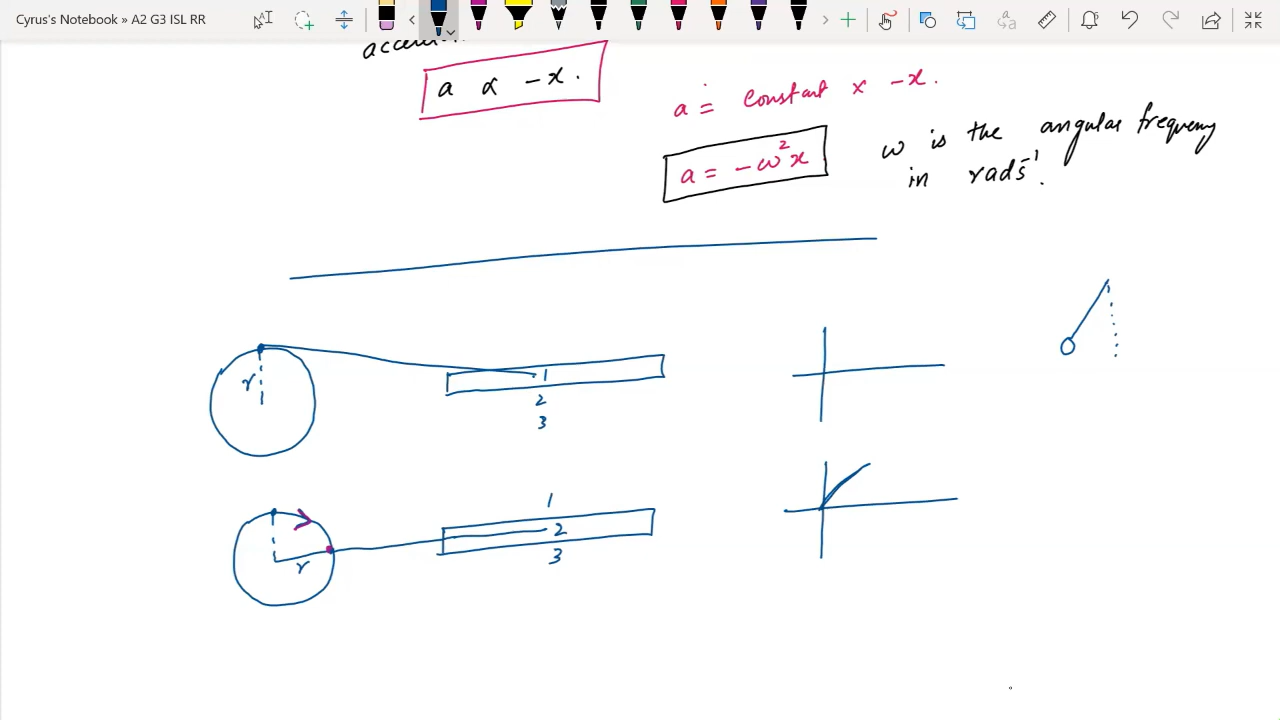 Cyrus's Notebook » A2 G3 ISL RR
a ∝ -x.
a = constant × -x.
a = -ω²x
ω is the angular frequency
in rads⁻¹.
r
1
2
3
1
2
3
r